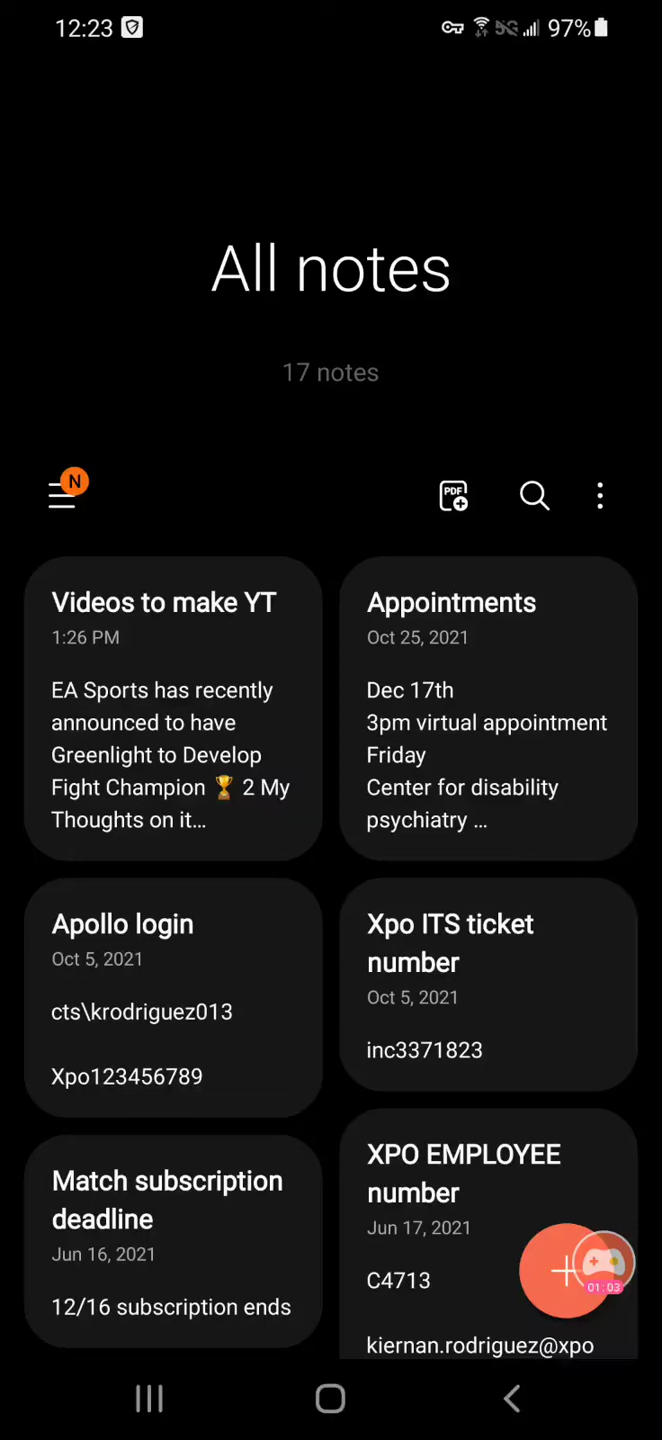 12:23
97%
All notes
17 notes
N
PDF
Videos to make YT
1:26 PM
EA Sports has recently
announced to have
Greenlight to Develop
Fight Champion 🏆 2 My
Thoughts on it...
Appointments
Oct 25, 2021
Dec 17th
3pm virtual appointment
Friday
Center for disability
psychiatry ...
Apollo login
Oct 5, 2021
cts\krodriguez013
Xpo123456789
Xpo ITS ticket
number
Oct 5, 2021
inc3371823
Match subscription
deadline
Jun 16, 2021
12/16 subscription ends
XPO EMPLOYEE
number
Jun 17, 2021
C4713
kiernan.rodriguez@xpo
01:03